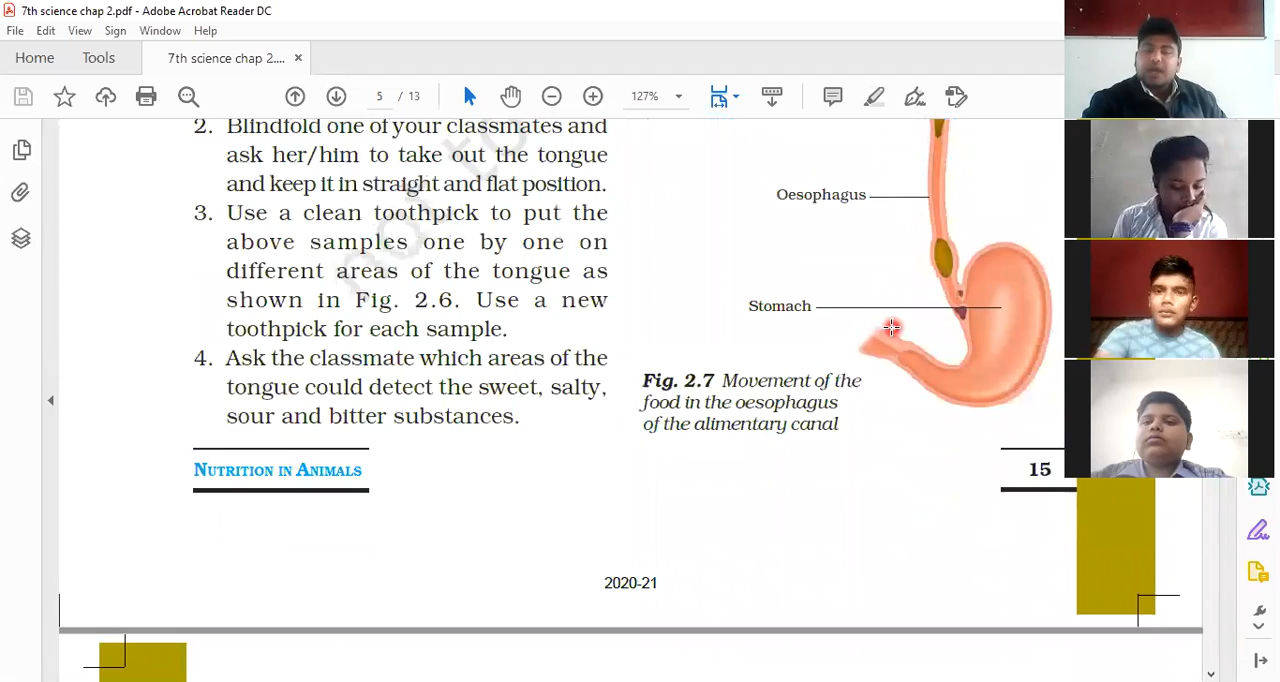 7th science chap 2.pdf - Adobe Acrobat Reader DC
File Edit View Sign Window Help
Home Tools 7th science chap 2.... ×
5 / 13 127%
2. Blindfold one of your classmates and
ask her/him to take out the tongue
and keep it in straight and flat position.
3. Use a clean toothpick to put the
above samples one by one on
different areas of the tongue as
shown in Fig. 2.6. Use a new
toothpick for each sample.
4. Ask the classmate which areas of the
tongue could detect the sweet, salty,
sour and bitter substances.
Oesophagus
Stomach
Fig. 2.7 Movement of the
food in the oesophagus
of the alimentary canal
NUTRITION IN ANIMALS
15
2020-21
not to